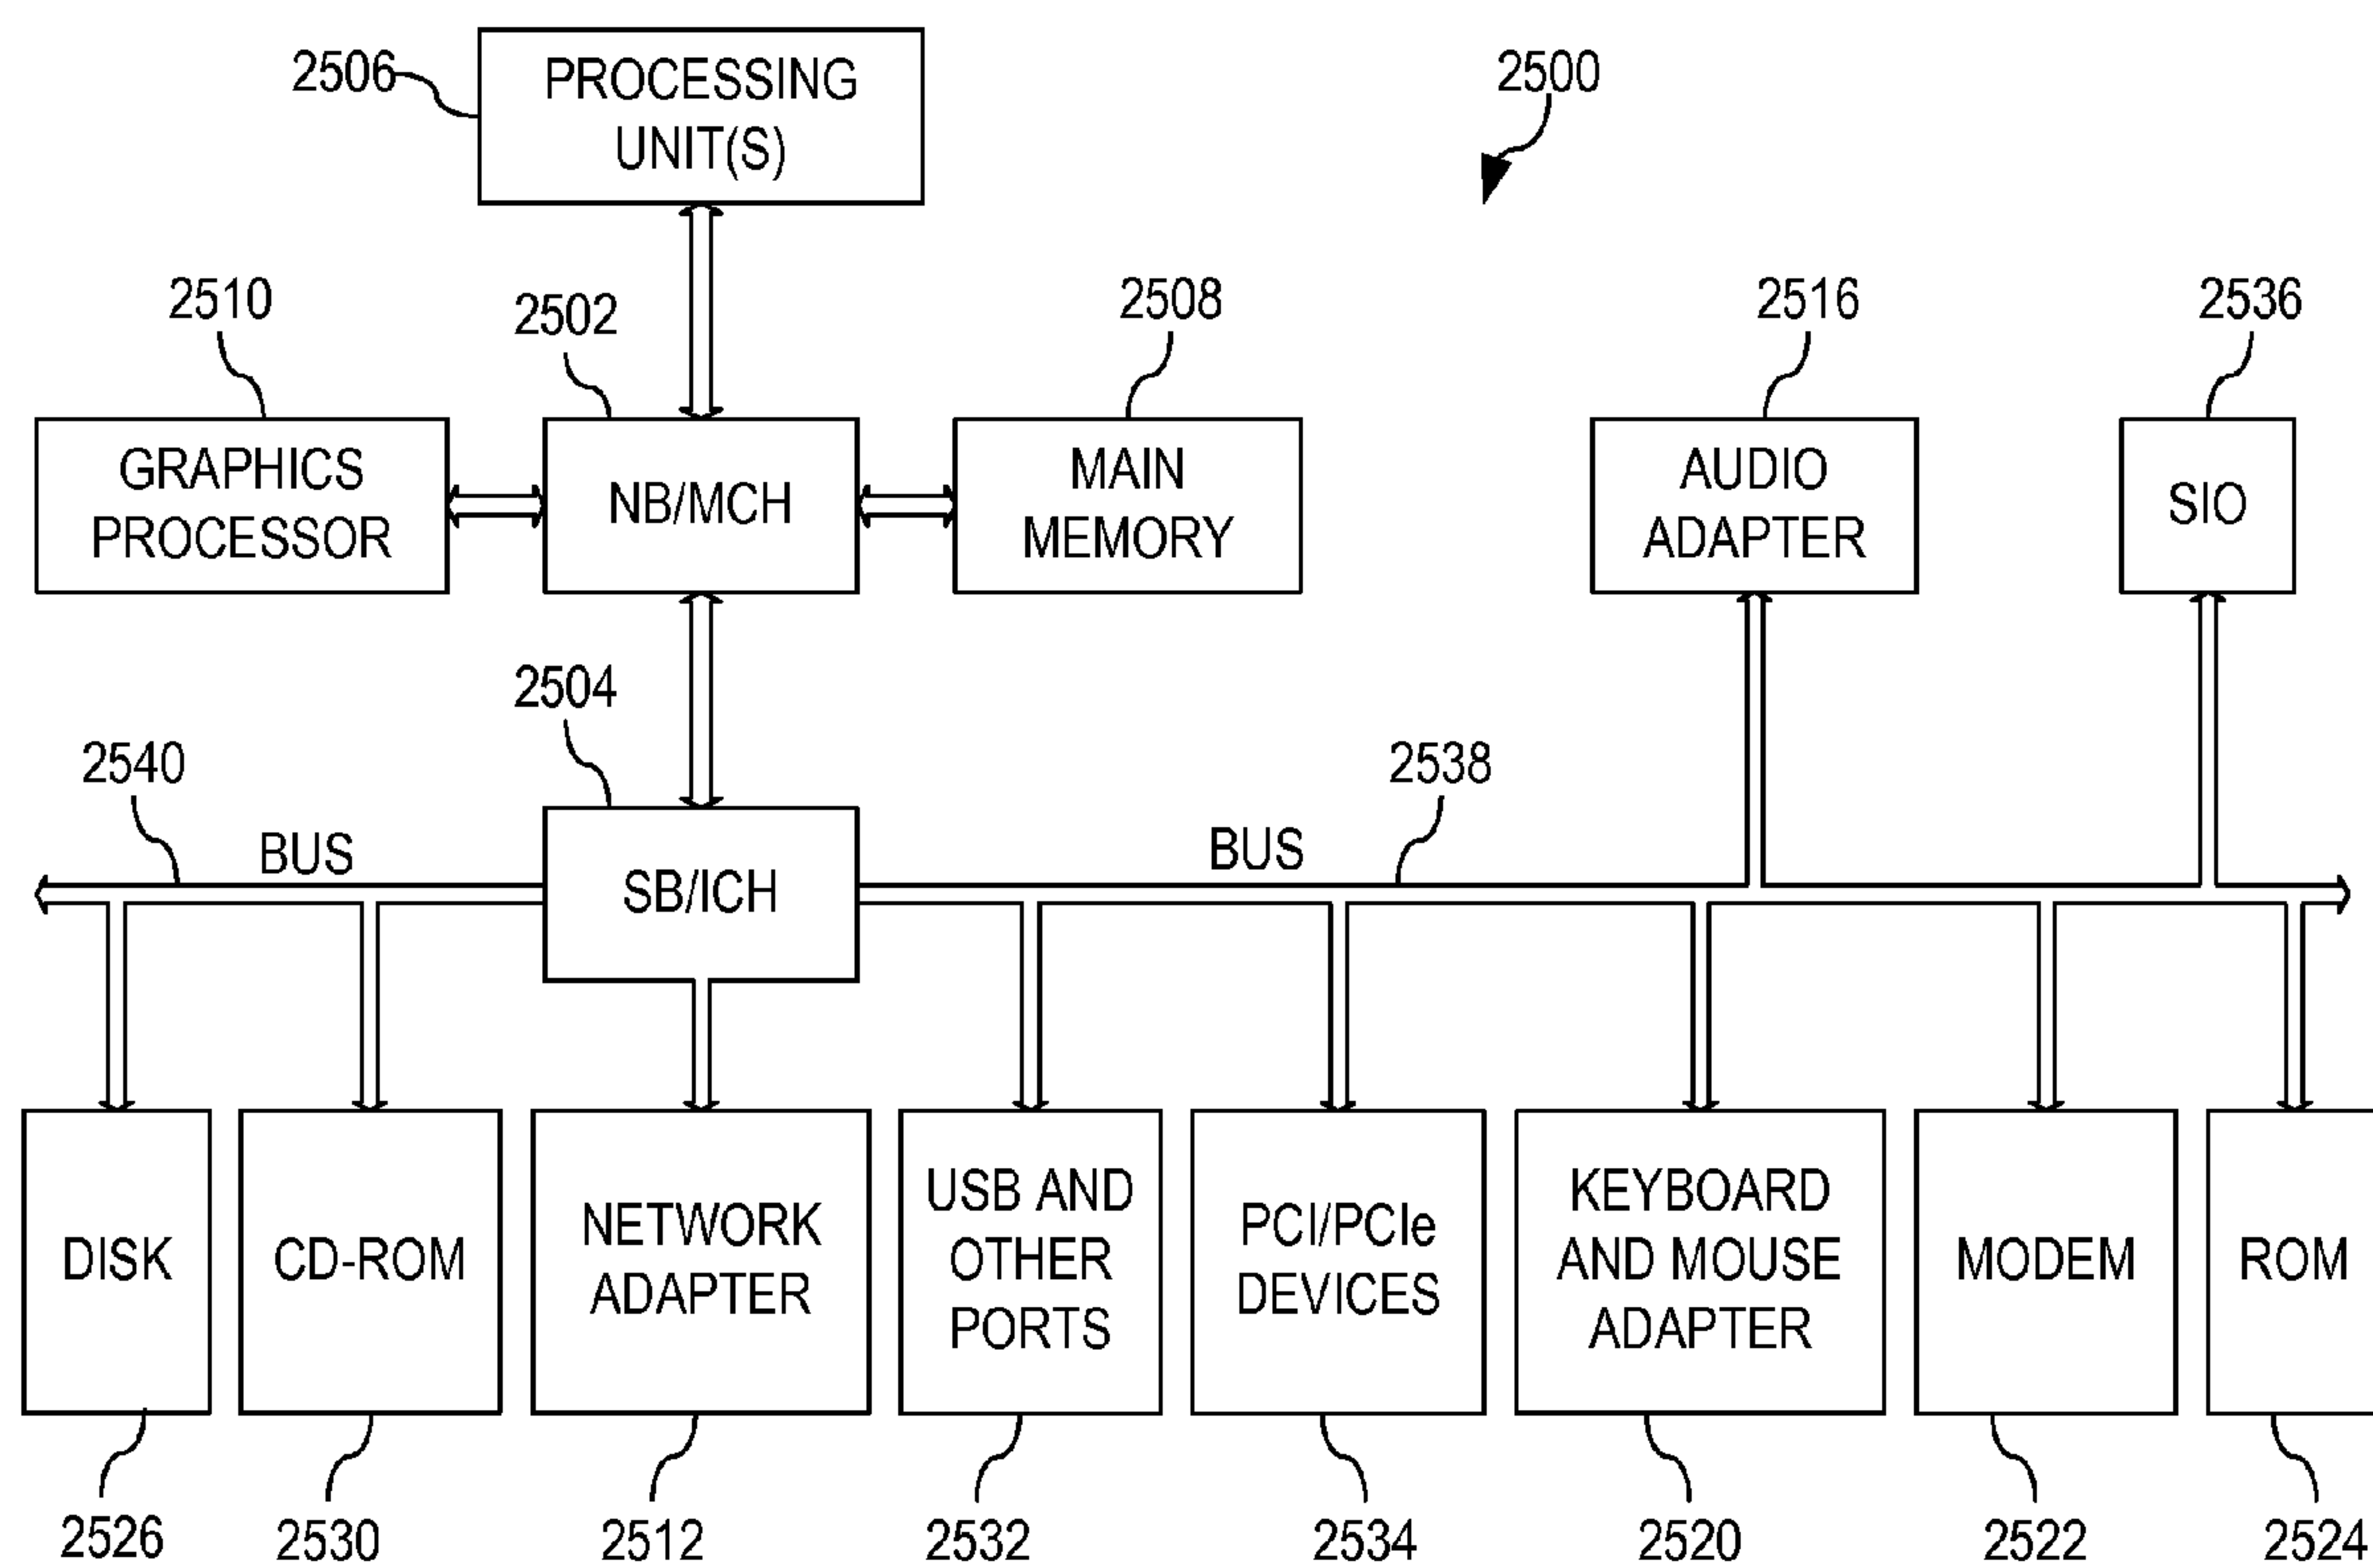 2506
PROCESSING
UNIT(S)
2500
2510
2502
2508
2516
2536
GRAPHICS
PROCESSOR
NB/MCH
MAIN
MEMORY
AUDIO
ADAPTER
SIO
2504
2540
2538
BUS
BUS
SB/ICH
DISK
CD-ROM
NETWORK
ADAPTER
USB AND
OTHER
PORTS
PCI/PCIe
DEVICES
KEYBOARD
AND MOUSE
ADAPTER
MODEM
ROM
2526
2530
2512
2532
2534
2520
2522
2524